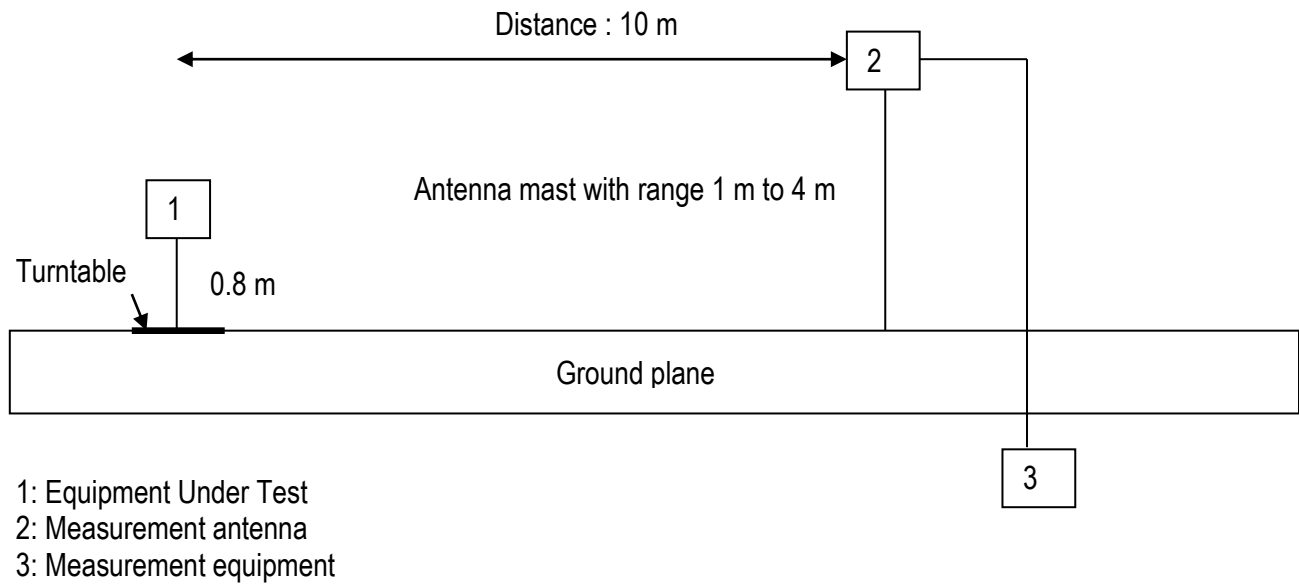 Distance : 10 m
2
Antenna mast with range 1 m to 4 m
1
Turntable
0.8 m
Ground plane
3
1: Equipment Under Test
2: Measurement antenna
3: Measurement equipment